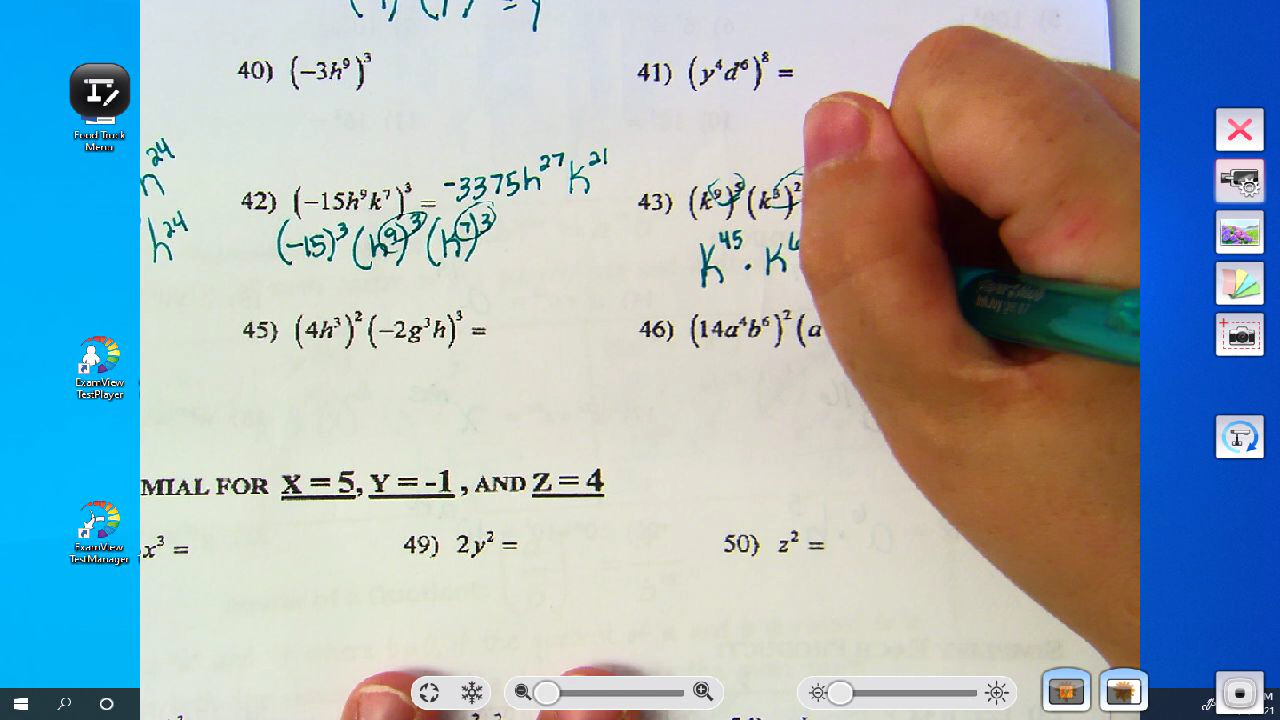 40) (-3h⁹)³
41) (y⁴d⁶)⁸ =
Food Truck
Menu
h²⁴
42) (-15h⁹k⁷)³ = -3375h²⁷k²¹
43) (k⁹)⁵(k³)²
h²⁴
(-15)³(h⁹)³(k⁷)³
k⁴⁵ · k⁶
45) (4h³)²(-2g³h)³ =
46) (14a⁴b⁶)²(a
ExamView
TestPlayer
MIAL FOR X = 5, Y = -1, AND Z = 4
ExamView
TestManager
x³ =
49) 2y² =
50) z² =